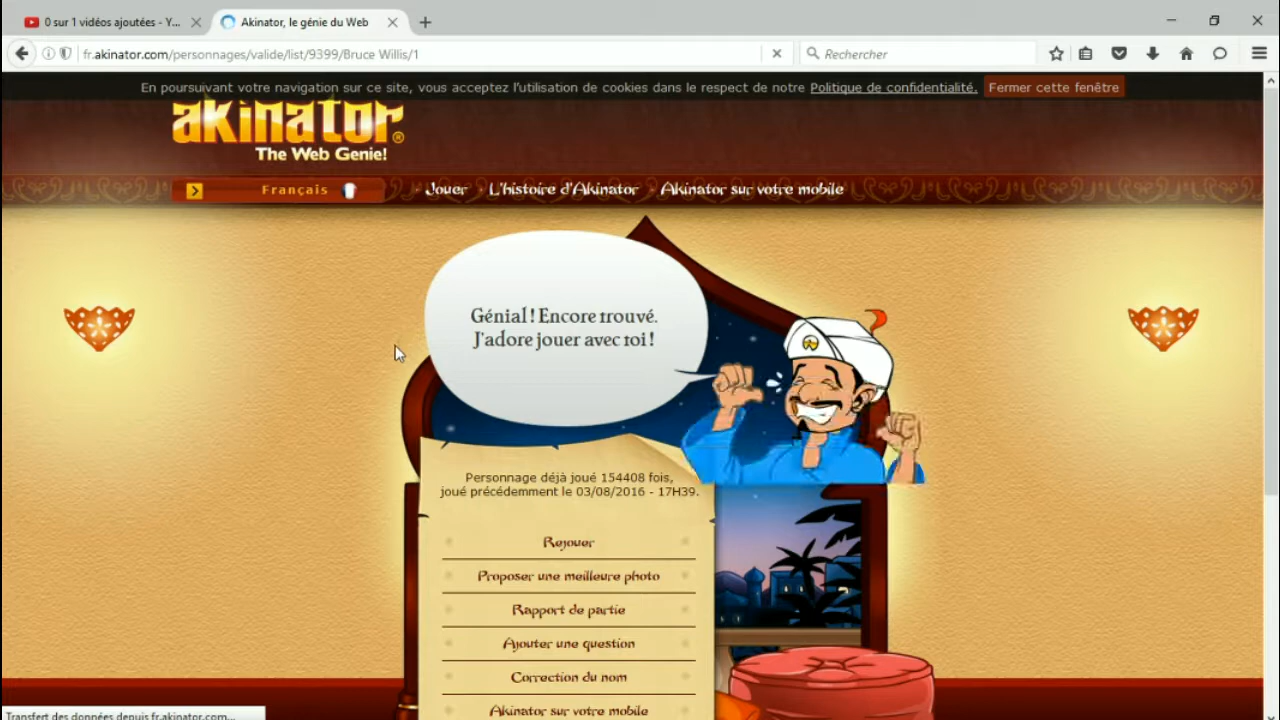 0 sur 1 vidéos ajoutées - Y...
Akinator, le génie du Web
fr.akinator.com/personnages/valide/list/9399/Bruce Willis/1
Rechercher
En poursuivant votre navigation sur ce site, vous acceptez l'utilisation de cookies dans le respect de notre Politique de confidentialité.
Fermer cette fenêtre
akinator®
The Web Genie!
Français
Jouer
L'histoire d'Akinator
Akinator sur votre mobile
Génial ! Encore trouvé.
J'adore jouer avec toi !
Personnage déjà joué 154408 fois,
joué précédemment le 03/08/2016 - 17H39.
Rejouer
Proposer une meilleure photo
Rapport de partie
Ajouter une question
Correction du nom
Akinator sur votre mobile
Transfert des données depuis fr.akinator.com...